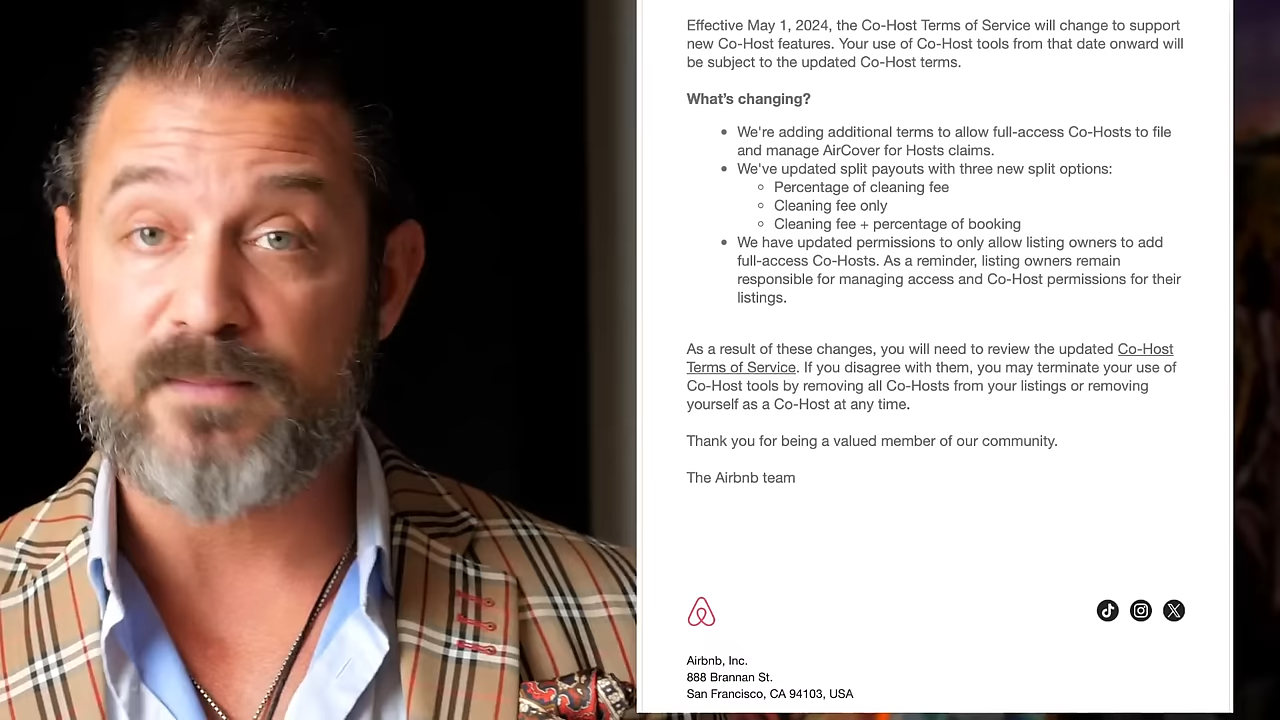 Effective May 1, 2024, the Co-Host Terms of Service will change to support
new Co-Host features. Your use of Co-Host tools from that date onward will
be subject to the updated Co-Host terms.
What's changing?
• We're adding additional terms to allow full-access Co-Hosts to file
and manage AirCover for Hosts claims.
• We've updated split payouts with three new split options:
○ Percentage of cleaning fee
○ Cleaning fee only
○ Cleaning fee + percentage of booking
• We have updated permissions to only allow listing owners to add
full-access Co-Hosts. As a reminder, listing owners remain
responsible for managing access and Co-Host permissions for their
listings.
As a result of these changes, you will need to review the updated Co-Host
Terms of Service. If you disagree with them, you may terminate your use of
Co-Host tools by removing all Co-Hosts from your listings or removing
yourself as a Co-Host at any time.
Thank you for being a valued member of our community.
The Airbnb team
Airbnb, Inc.
888 Brannan St.
San Francisco, CA 94103, USA